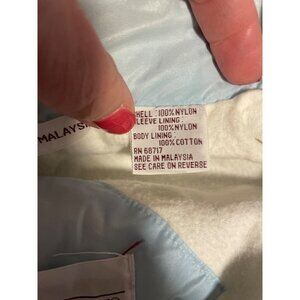 MALAYSIA
SHELL: 100% NYLON
SLEEVE LINING:
100% NYLON
BODY LINING:
100% COTTON
RN 68717
MADE IN MALAYSIA
SEE CARE ON REVERSE